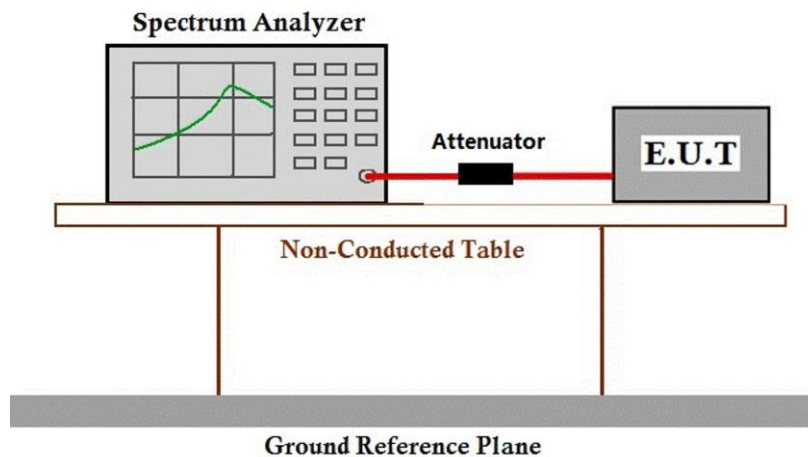 Spectrum Analyzer
Attenuator
E.U.T
Non-Conducted Table
Ground Reference Plane